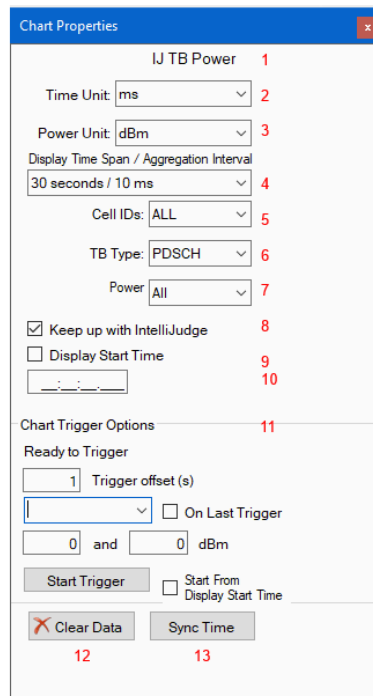 Chart Properties x
IJ TB Power 1
Time Unit: ms 2
Power Unit: dBm 3
Display Time Span / Aggregation Interval
30 seconds / 10 ms 4
Cell IDs: ALL 5
TB Type: PDSCH 6
Power All 7
Keep up with IntelliJudge 8
Display Start Time 9
__:__:__.___ 10
Chart Trigger Options 11
Ready to Trigger
1 Trigger offset (s)
On Last Trigger
0 and 0 dBm
Start Trigger Start From
Display Start Time
Clear Data Sync Time
12 13